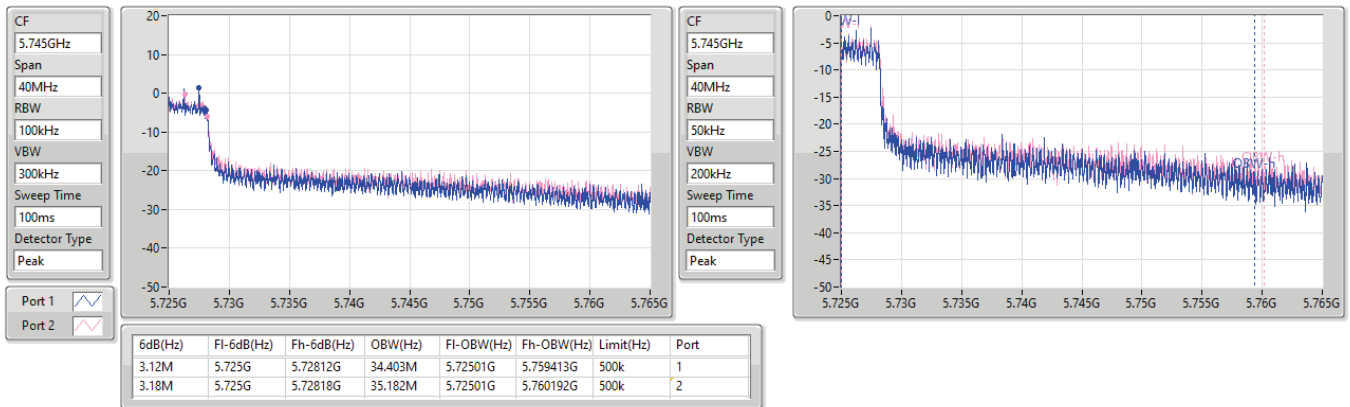 CF
5.745GHz
Span
40MHz
RBW
100kHz
VBW
300kHz
Sweep Time
100ms
Detector Type
Peak
Port 1
Port 2
20-
10-
0-
-10-
-20-
-30-
-40-
-50-
5.725G 5.73G 5.735G 5.74G 5.745G 5.75G 5.755G 5.76G 5.765G
CF
5.745GHz
Span
40MHz
RBW
50kHz
VBW
200kHz
Sweep Time
100ms
Detector Type
Peak
0-
-5-
-10-
-15-
-20-
-25-
-30-
-35-
-40-
-45-
-50-
OBW-h
OBW-h
5.725G 5.73G 5.735G 5.74G 5.745G 5.75G 5.755G 5.76G 5.765G
6dB(Hz) Fl-6dB(Hz) Fh-6dB(Hz) OBW(Hz) Fl-OBW(Hz) Fh-OBW(Hz) Limit(Hz) Port
3.12M 5.725G 5.72812G 34.403M 5.72501G 5.759413G 500k 1
3.18M 5.725G 5.72818G 35.182M 5.72501G 5.760192G 500k 2